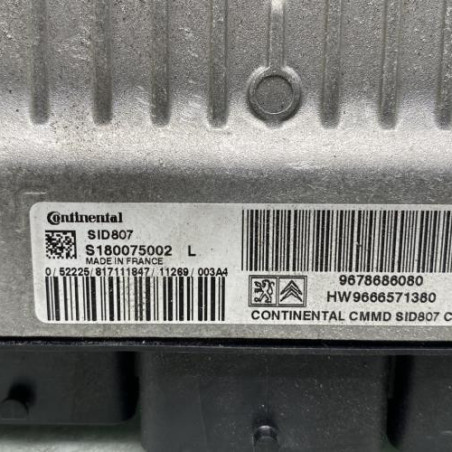 Continental
SID807
S180075002 L
MADE IN FRANCE
0/52225/817111847/11269/003A4
9678686080
HW9666571380
CONTINENTAL CMMD SID807 C